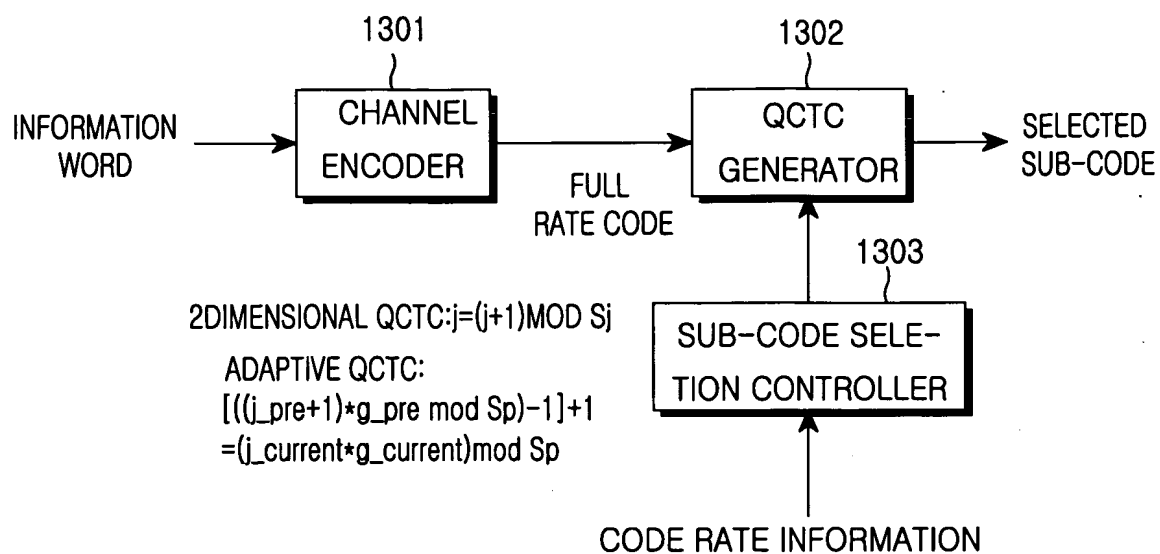 1301
1302
INFORMATION
WORD
CHANNEL
ENCODER
FULL
RATE CODE
QCTC
GENERATOR
SELECTED
SUB-CODE
1303
2DIMENSIONAL QCTC:j=(j+1)MOD Sj
ADAPTIVE QCTC:
[((j_pre+1)*g_pre mod Sp)-1]+1
=(j_current*g_current)mod Sp
SUB-CODE SELE-
TION CONTROLLER
CODE RATE INFORMATION